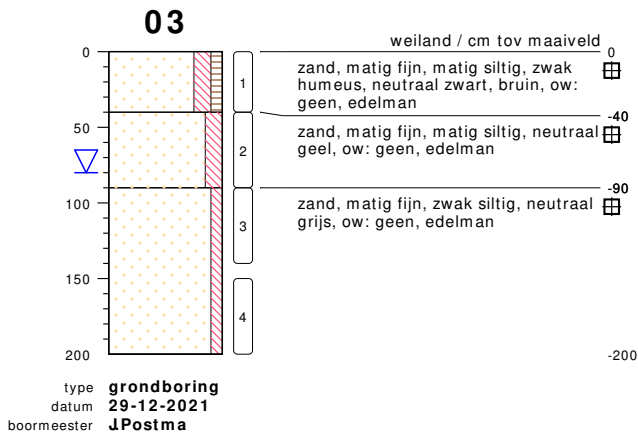 03
weiland / cm tov maaiveld
0
0
zand, matig fijn, matig siltig, zwak
humeus, neutraal zwart, bruin, ow:
geen, edelman
1
-40
50
zand, matig fijn, matig siltig, neutraal
geel, ow: geen, edelman
2
-90
100
zand, matig fijn, zwak siltig, neutraal
grijs, ow: geen, edelman
3
150
4
200
-200
type grondboring
datum 29-12-2021
boormeester J.Postma